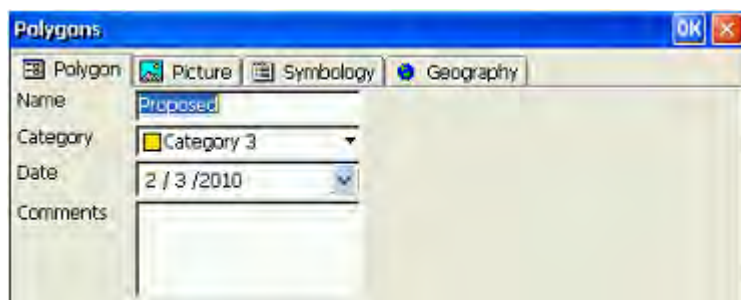 Polygons OK
Polygon Picture Symbology Geography
Name Proposed
Category Category 3
Date 2 / 3 /2010
Comments